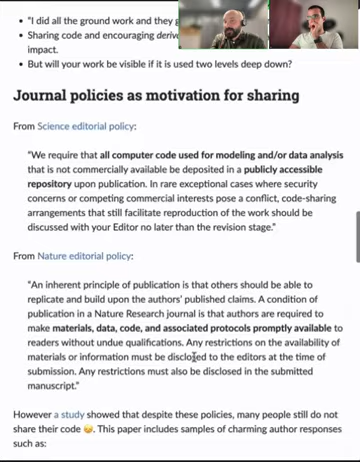 • "I did all the ground work and they g
• Sharing code and encouraging deriv
impact.
• But will your work be visible if it is used two levels deep down?
Journal policies as motivation for sharing
From Science editorial policy:
"We require that all computer code used for modeling and/or data analysis
that is not commercially available be deposited in a publicly accessible
repository upon publication. In rare exceptional cases where security
concerns or competing commercial interests pose a conflict, code-sharing
arrangements that still facilitate reproduction of the work should be
discussed with your Editor no later than the revision stage."
From Nature editorial policy:
"An inherent principle of publication is that others should be able to
replicate and build upon the authors' published claims. A condition of
publication in a Nature Research journal is that authors are required to
make materials, data, code, and associated protocols promptly available to
readers without undue qualifications. Any restrictions on the availability of
materials or information must be disclosed to the editors at the time of
submission. Any restrictions must also be disclosed in the submitted
manuscript."
However a study showed that despite these policies, many people still do not
share their code 😞. This paper includes samples of charming author responses
such as: